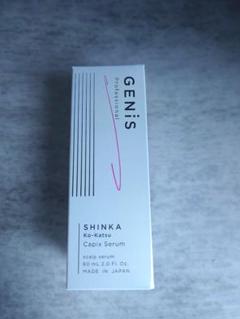 GENiS
Professional
SHINKA
Ko-Katsu
Capix Serum
scalp serum
60 mL 2.0 Fl. Oz.
MADE IN JAPAN